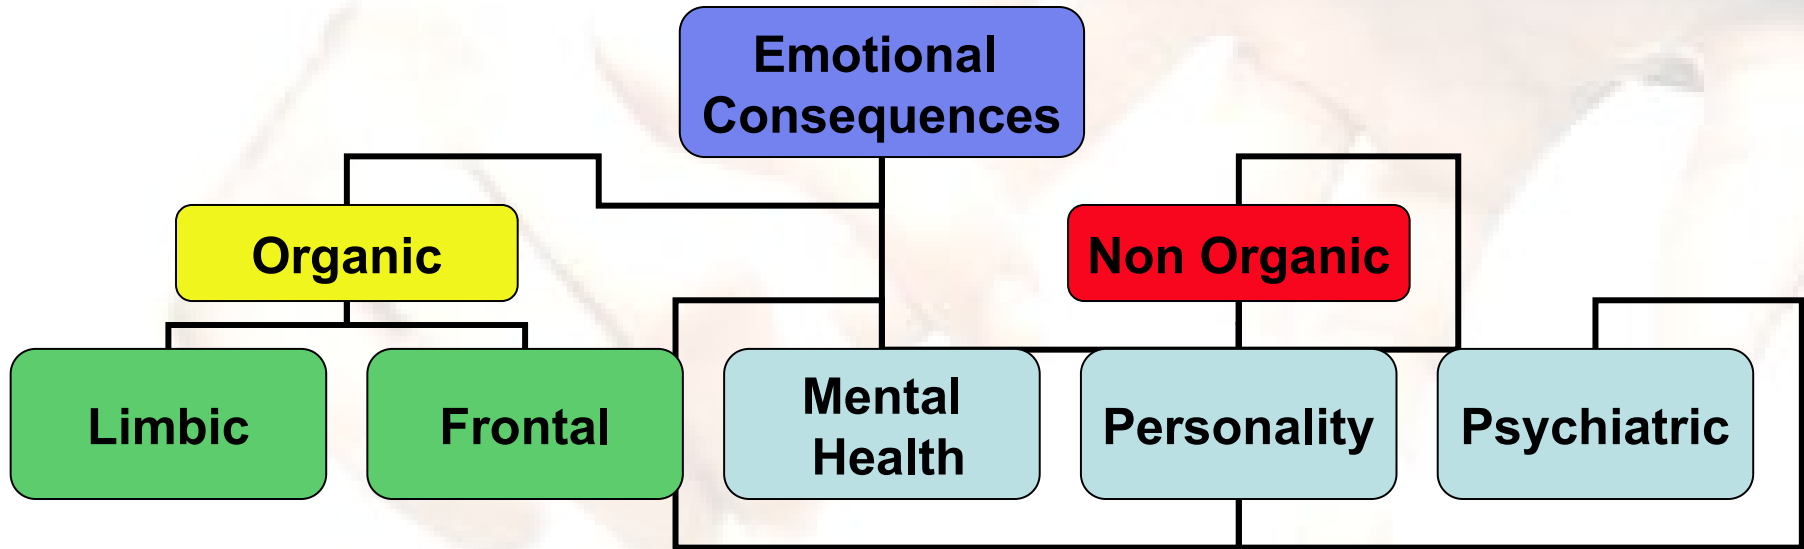 Emotional
Consequences
Organic
Non Organic
Limbic
Frontal
Mental
Health
Personality
Psychiatric